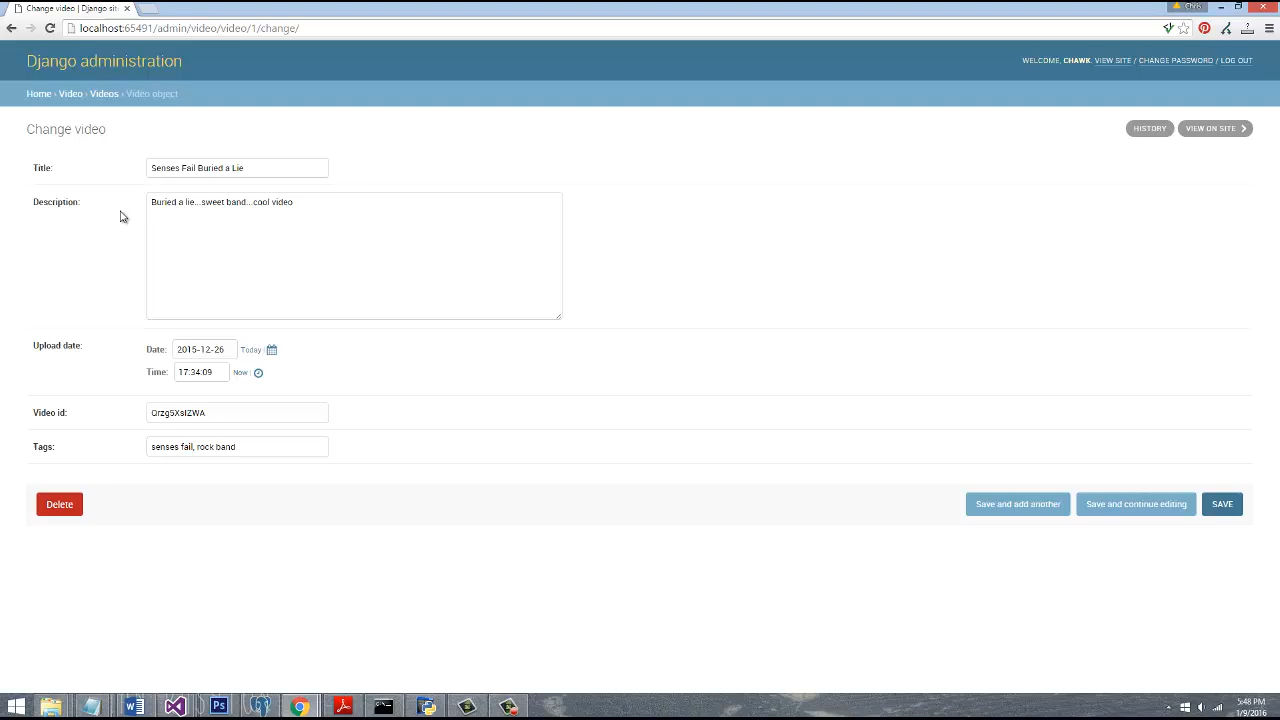 Change video | Django sit
Chris
localhost:65491/admin/video/video/1/change/
Django administration
WELCOME, CHAWK. VIEW SITE / CHANGE PASSWORD / LOG OUT
Home › Video › Videos › Video object
Change video
HISTORY
VIEW ON SITE
Title:
Senses Fail Buried a Lie
Description:
Buried a lie...sweet band...cool video
Upload date:
Date: 2015-12-26 Today |
Time: 17:34:09 Now |
Video id:
Qrzg5XsIZWA
Tags:
senses fail, rock band
Delete
Save and add another
Save and continue editing
SAVE
5:48 PM
1/9/2016